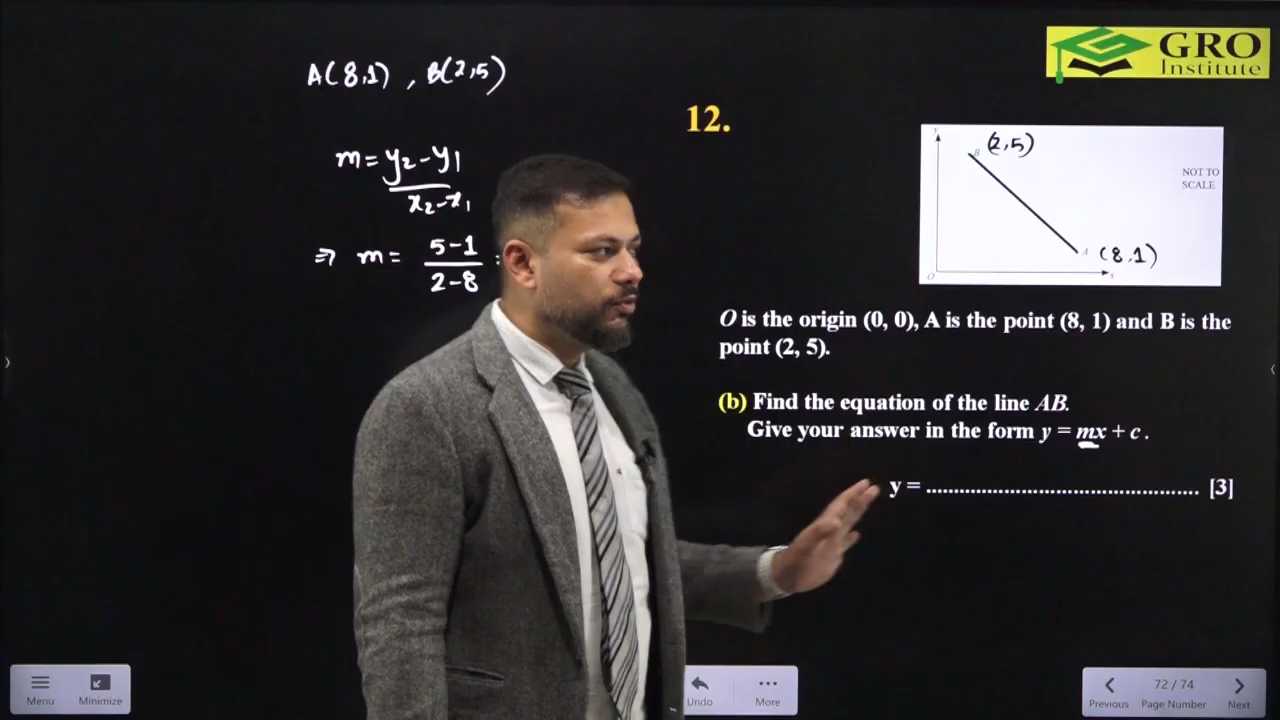 A(8,1) , B(2,5)
m = y₂-y₁
x₂-x₁
⇒ m = 5-1
2-8
GRO
Institute
12.
y
B (2,5)
NOT TO
SCALE
A (8,1)
O
x
O is the origin (0, 0), A is the point (8, 1) and B is the
point (2, 5).
(b) Find the equation of the line AB.
Give your answer in the form y = mx + c .
y = ................................................ [3]
Menu
Minimize
Undo
More
Previous
72 / 74
Page Number
Next